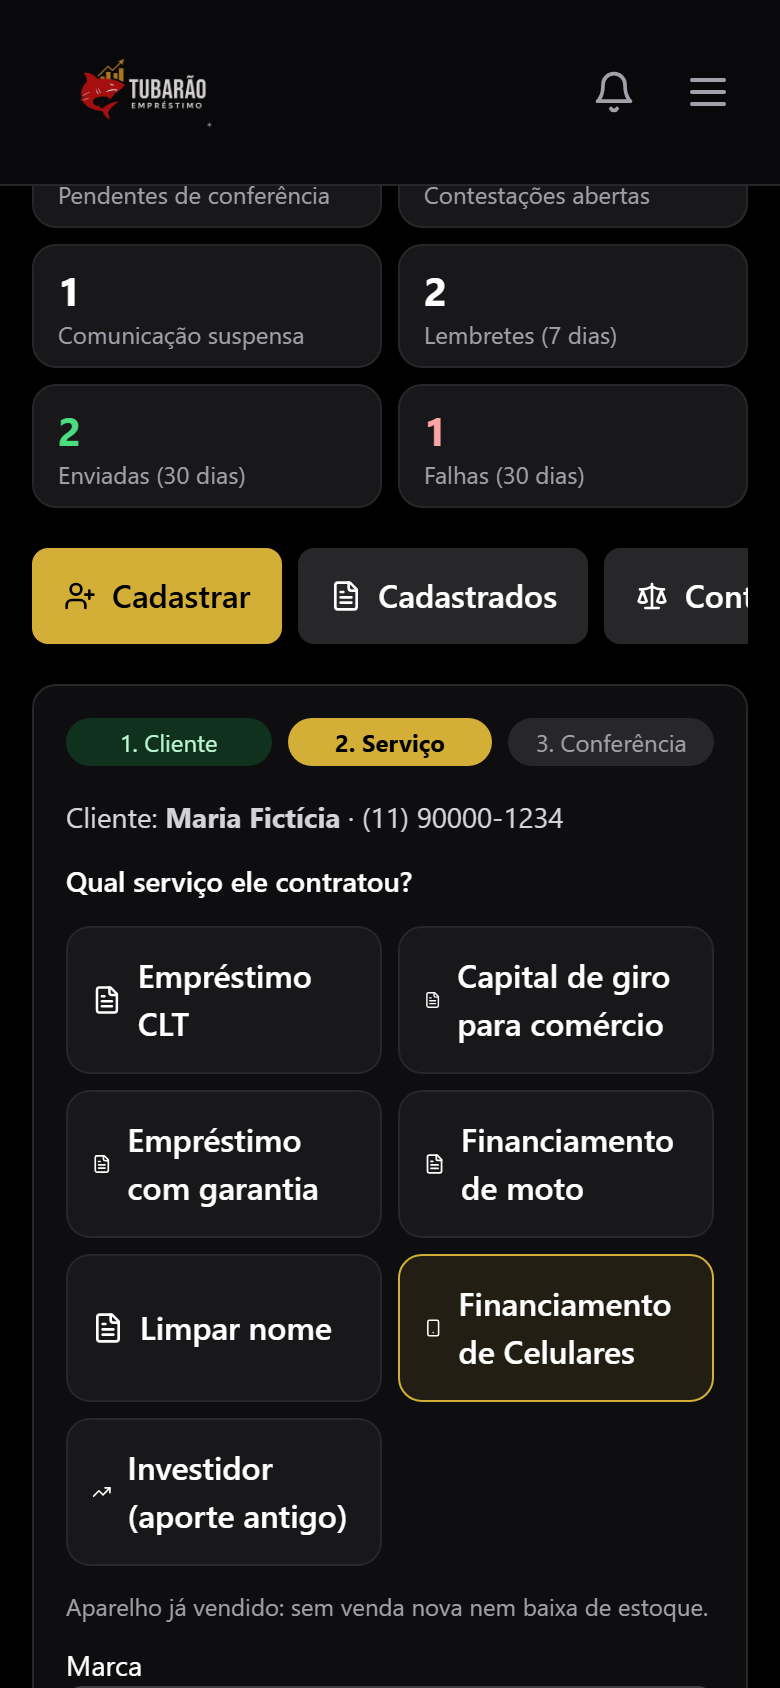 TUBARÃO
EMPRÉSTIMO
Pendentes de conferência
Contestações abertas
1
Comunicação suspensa
2
Lembretes (7 dias)
2
Enviadas (30 dias)
1
Falhas (30 dias)
Cadastrar
Cadastrados
Cont
1. Cliente
2. Serviço
3. Conferência
Cliente: Maria Fictícia · (11) 90000-1234
Qual serviço ele contratou?
Empréstimo
CLT
Capital de giro
para comércio
Empréstimo
com garantia
Financiamento
de moto
Limpar nome
Financiamento
de Celulares
Investidor
(aporte antigo)
Aparelho já vendido: sem venda nova nem baixa de estoque.
Marca